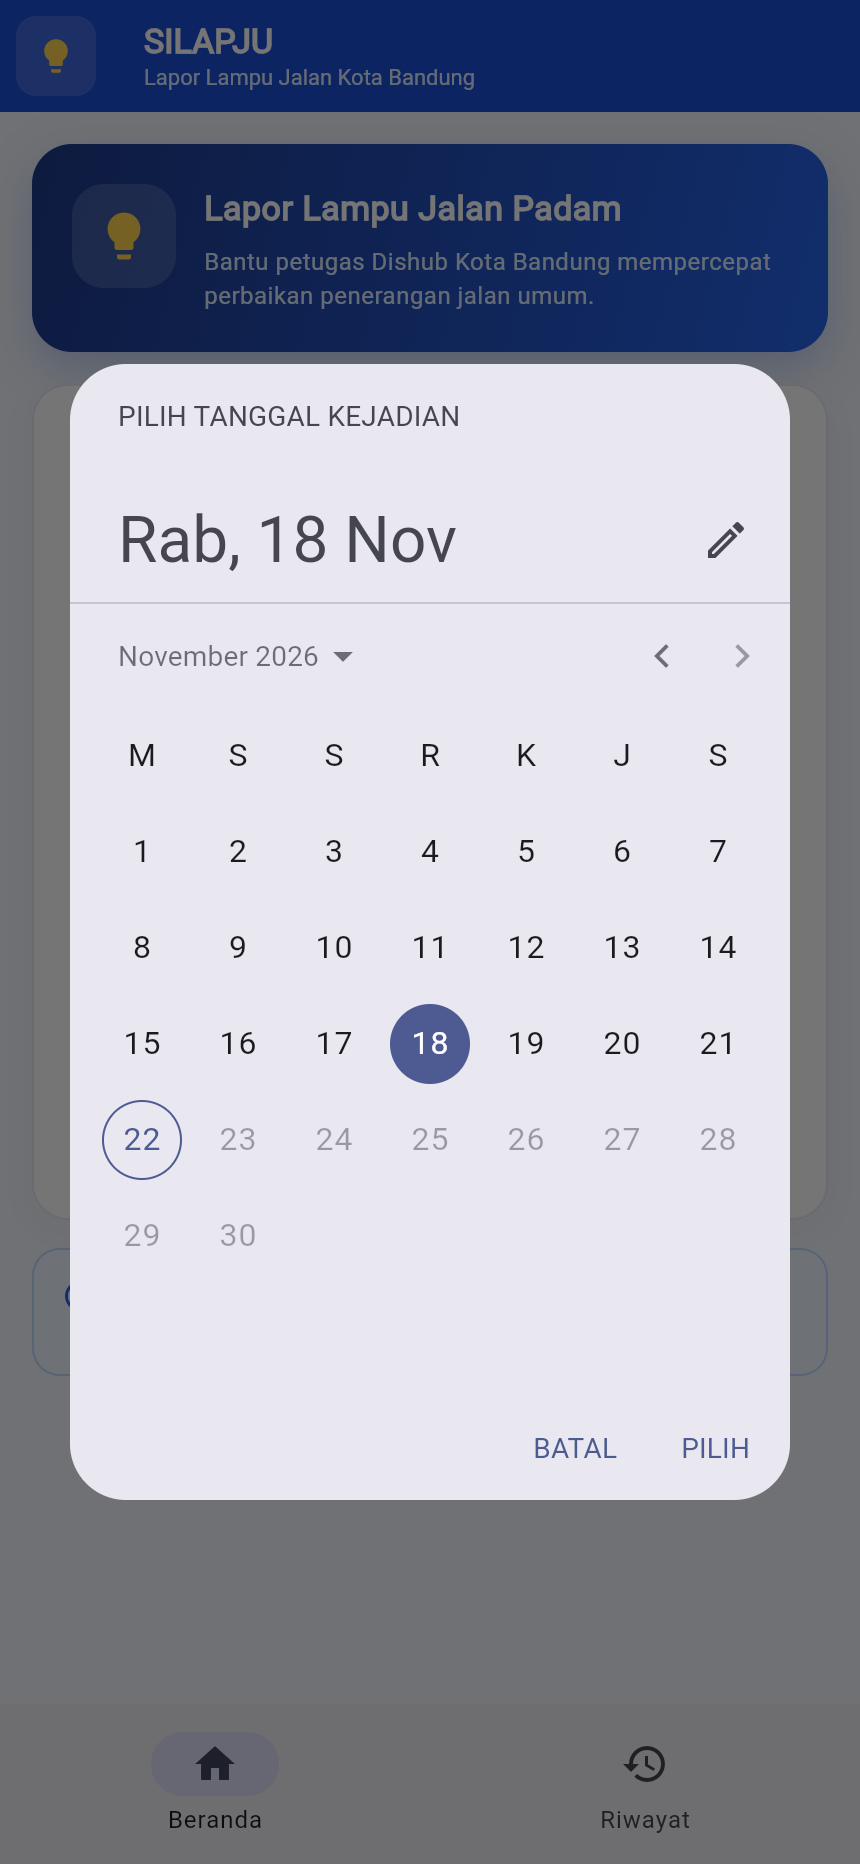 SILAPJU
Lapor Lampu Jalan Kota Bandung
Lapor Lampu Jalan Padam
Bantu petugas Dishub Kota Bandung mempercepat
perbaikan penerangan jalan umum.
PILIH TANGGAL KEJADIAN
Rab, 18 Nov
November 2026
M S S R K J S
1 2 3 4 5 6 7
8 9 10 11 12 13 14
15 16 17 18 19 20 21
22 23 24 25 26 27 28
29 30
BATAL PILIH
Beranda Riwayat